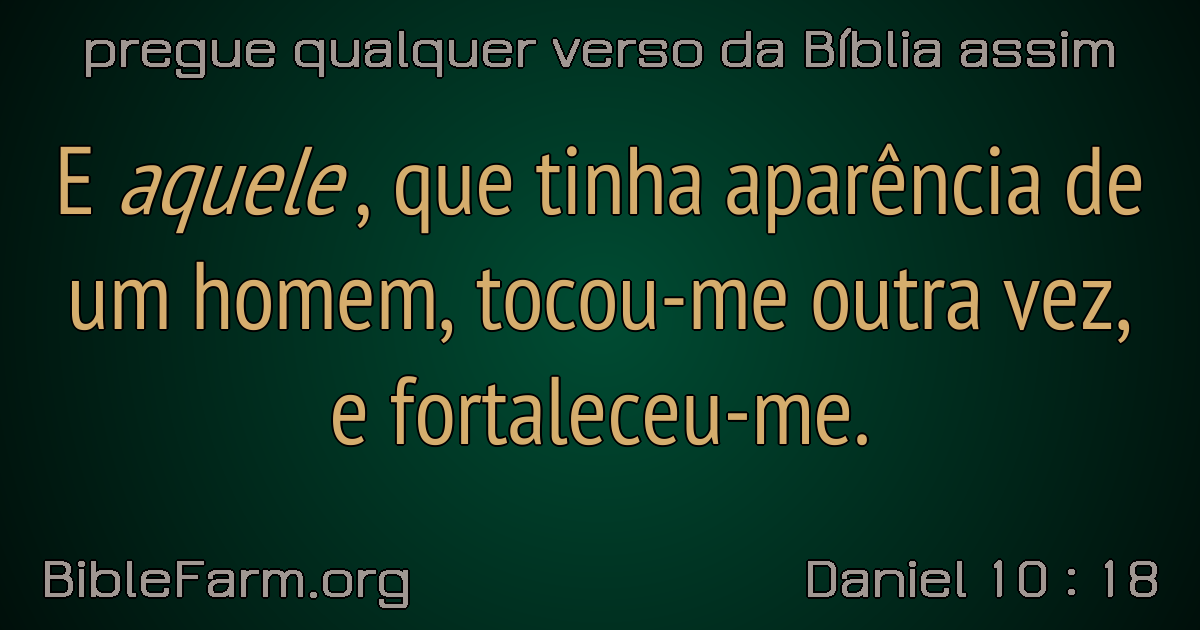 pregue qualquer verso da Bíblia assim
E aquele, que tinha aparência de
um homem, tocou-me outra vez,
e fortaleceu-me.
BibleFarm.org
Daniel 10 : 18